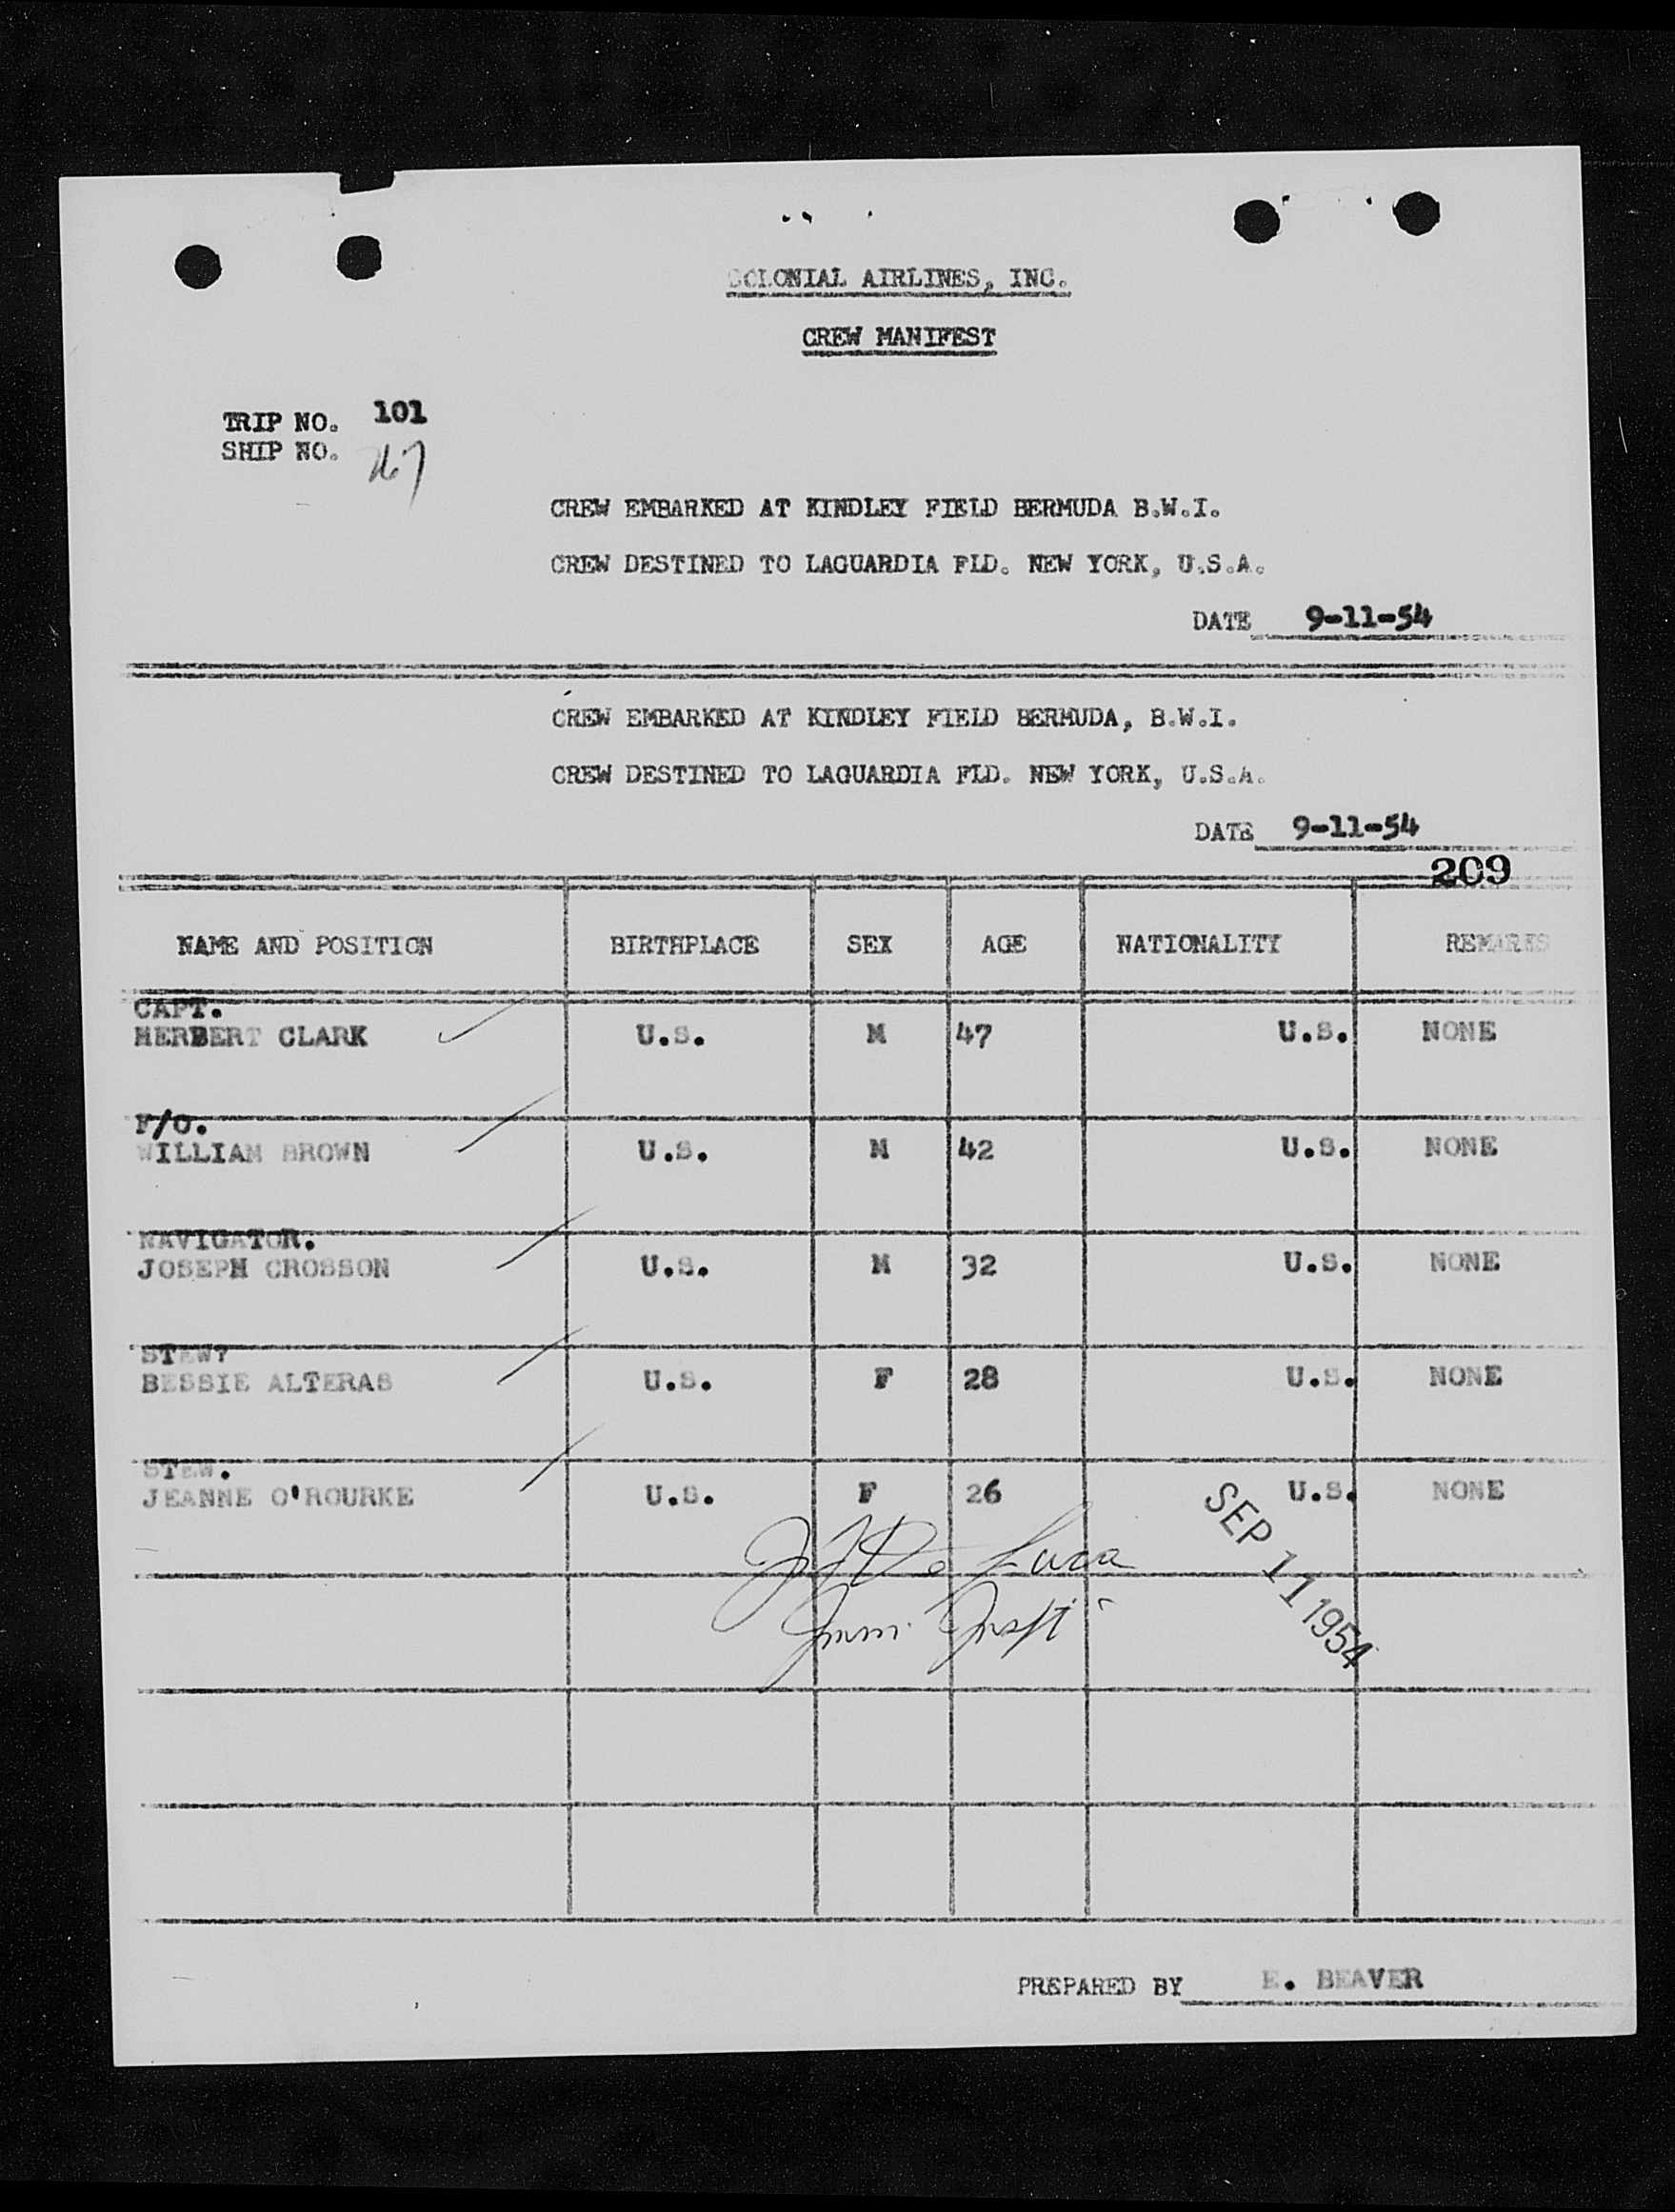 COLONIAL AIRLINES, INC.
CREW MANIFEST
TRIP NO. 101
SHIP NO.
CREW EMBARKED AT KINDLEY FIELD BERMUDA B.W.I.
CREW DESTINED TO LAGUARDIA FLD. NEW YORK, U.S.A.
DATE 9-11-54
CREW EMBARKED AT KINDLEY FIELD BERMUDA, B.W.I.
CREW DESTINED TO LAGUARDIA FLD. NEW YORK, U.S.A.
DATE 9-11-54
209
NAME AND POSITION BIRTHPLACE SEX AGE NATIONALITY REMARKS
CAPT.
HERBERT CLARK U.S. M 47 U.S. NONE
F/O.
WILLIAM BROWN U.S. M 42 U.S. NONE
NAVIGATOR.
JOSEPH CROSSON U.S. M 32 U.S. NONE
STEW?
BESSIE ALTERAS U.S. F 28 U.S. NONE
STEW.
JEANNE O'ROURKE U.S. F 26 U.S. NONE
De Luca
SEP 11 1954
PREPARED BY E. BEAVER